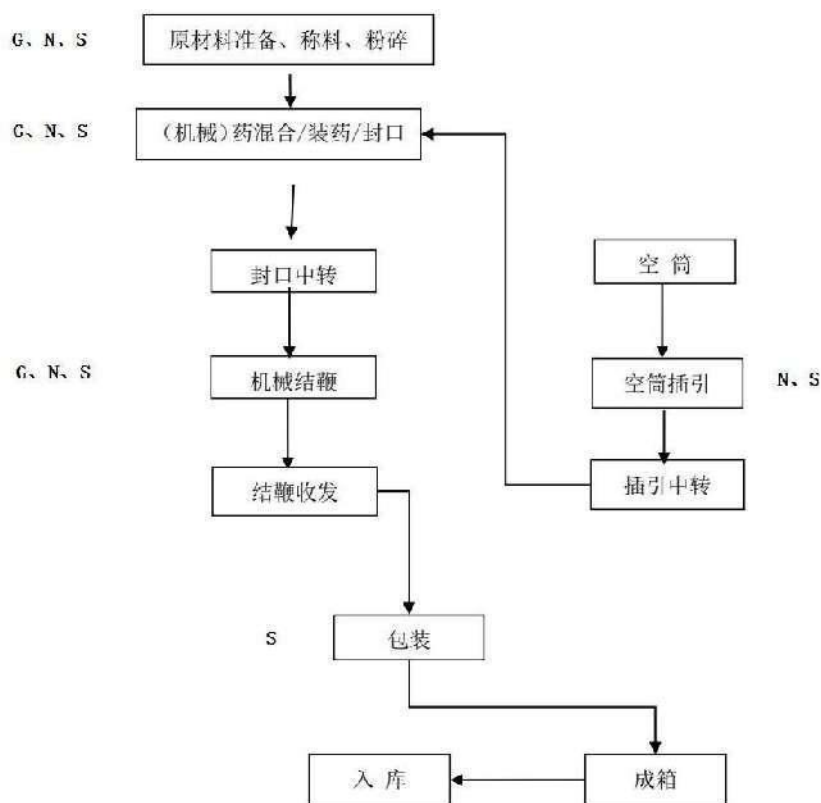 G、N、S
原材料准备、称料、粉碎
G、N、S
（机械）药混合/装药/封口
封口中转
空 筒
G、N、S
机械结鞭
空筒插引
N、S
结鞭收发
插引中转
S
包装
入 库
成箱